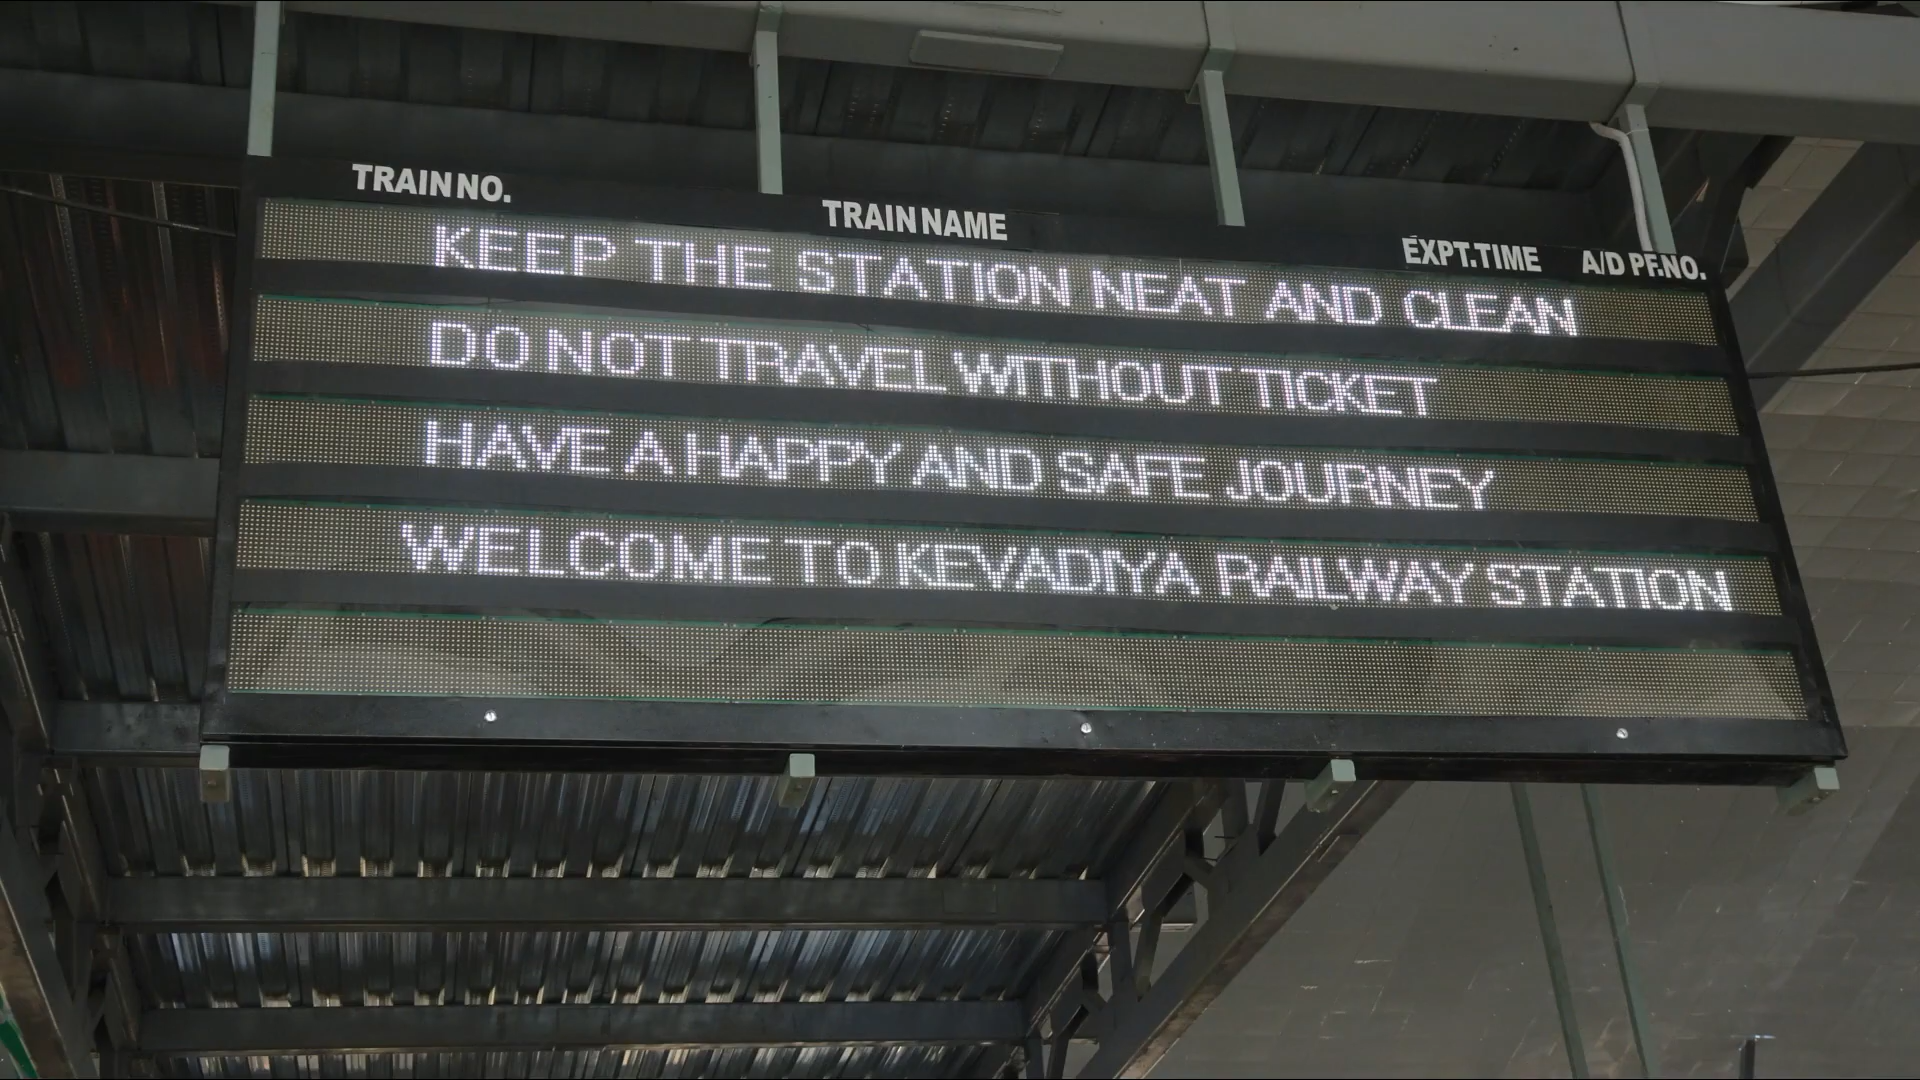 TRAIN NO. TRAIN NAME EXPT.TIME A/D PF.NO.
KEEP THE STATION NEAT AND CLEAN
DO NOT TRAVEL WITHOUT TICKET
HAVE A HAPPY AND SAFE JOURNEY
WELCOME TO KEVADIYA RAILWAY STATION